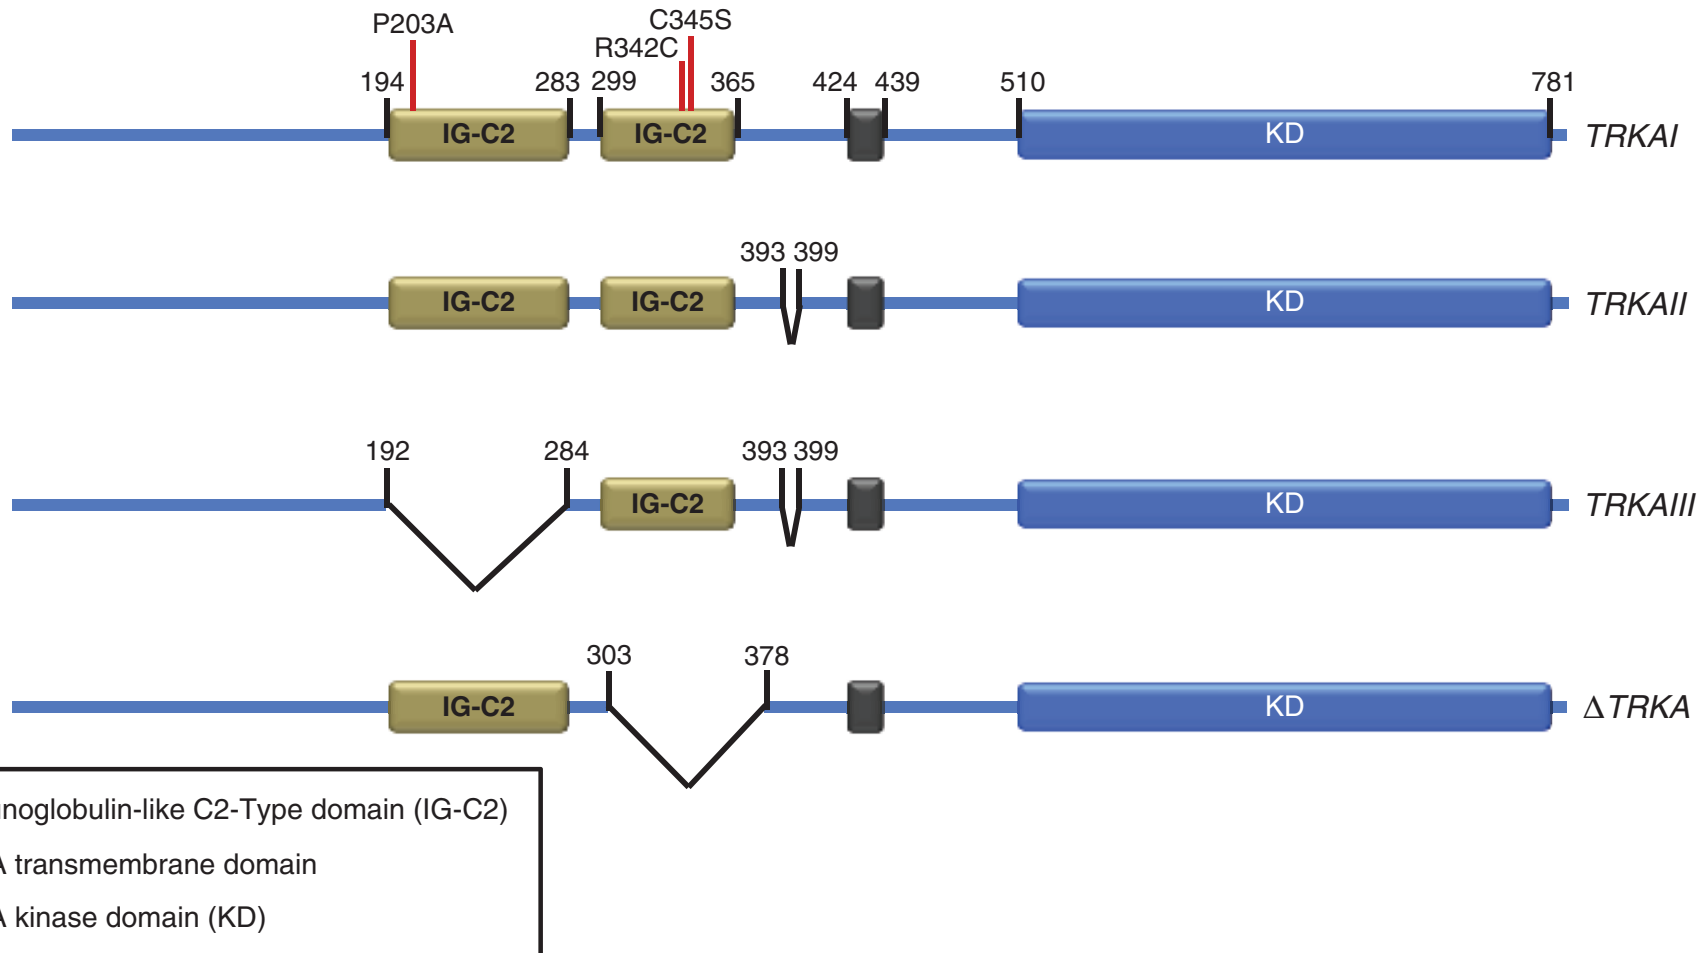 P203A
C345S
R342C
194 283 299 365 424 439 510 781
IG-C2 IG-C2 KD TRKAI
393 399
IG-C2 IG-C2 KD TRKAII
192 284 393 399
IG-C2 KD TRKAIII
303 378
IG-C2 KD ΔTRKA
unoglobulin-like C2-Type domain (IG-C2)
A transmembrane domain
A kinase domain (KD)